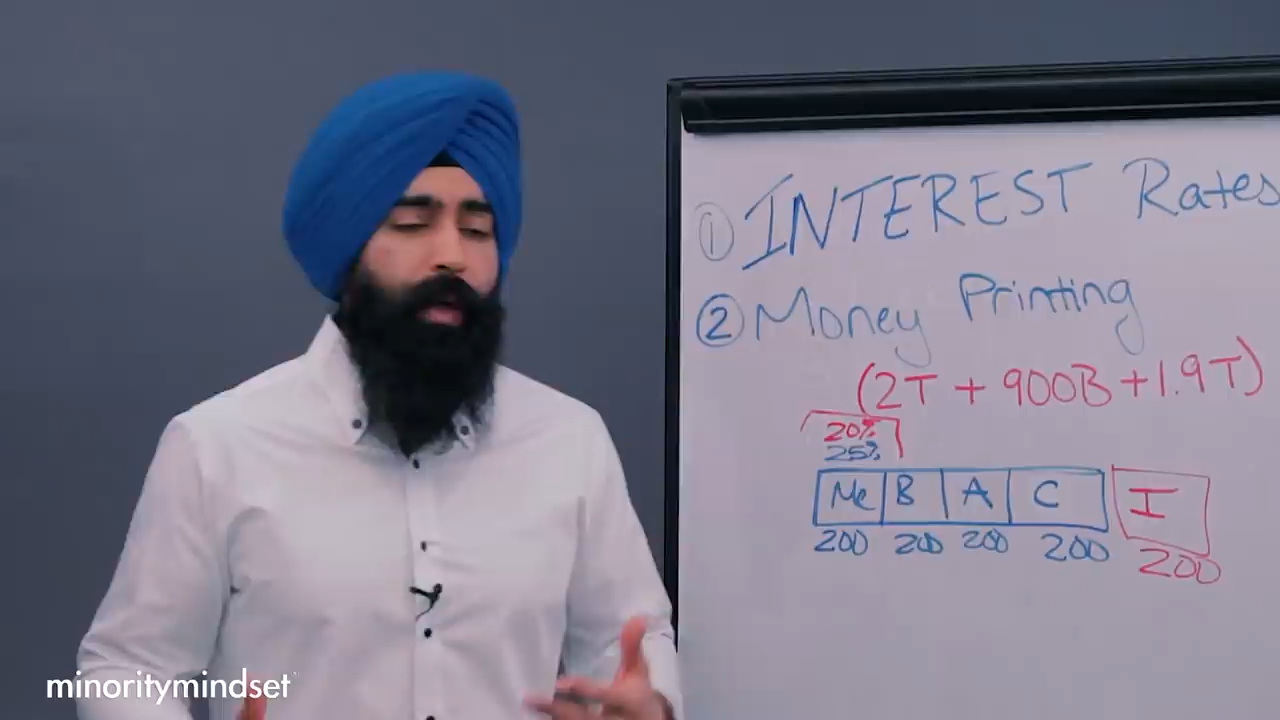 ① INTEREST Rates
② Money Printing
(2T + 900B + 1.9T)
20%
25%
Me B A C I
200 200 200 200 200
minoritymindset